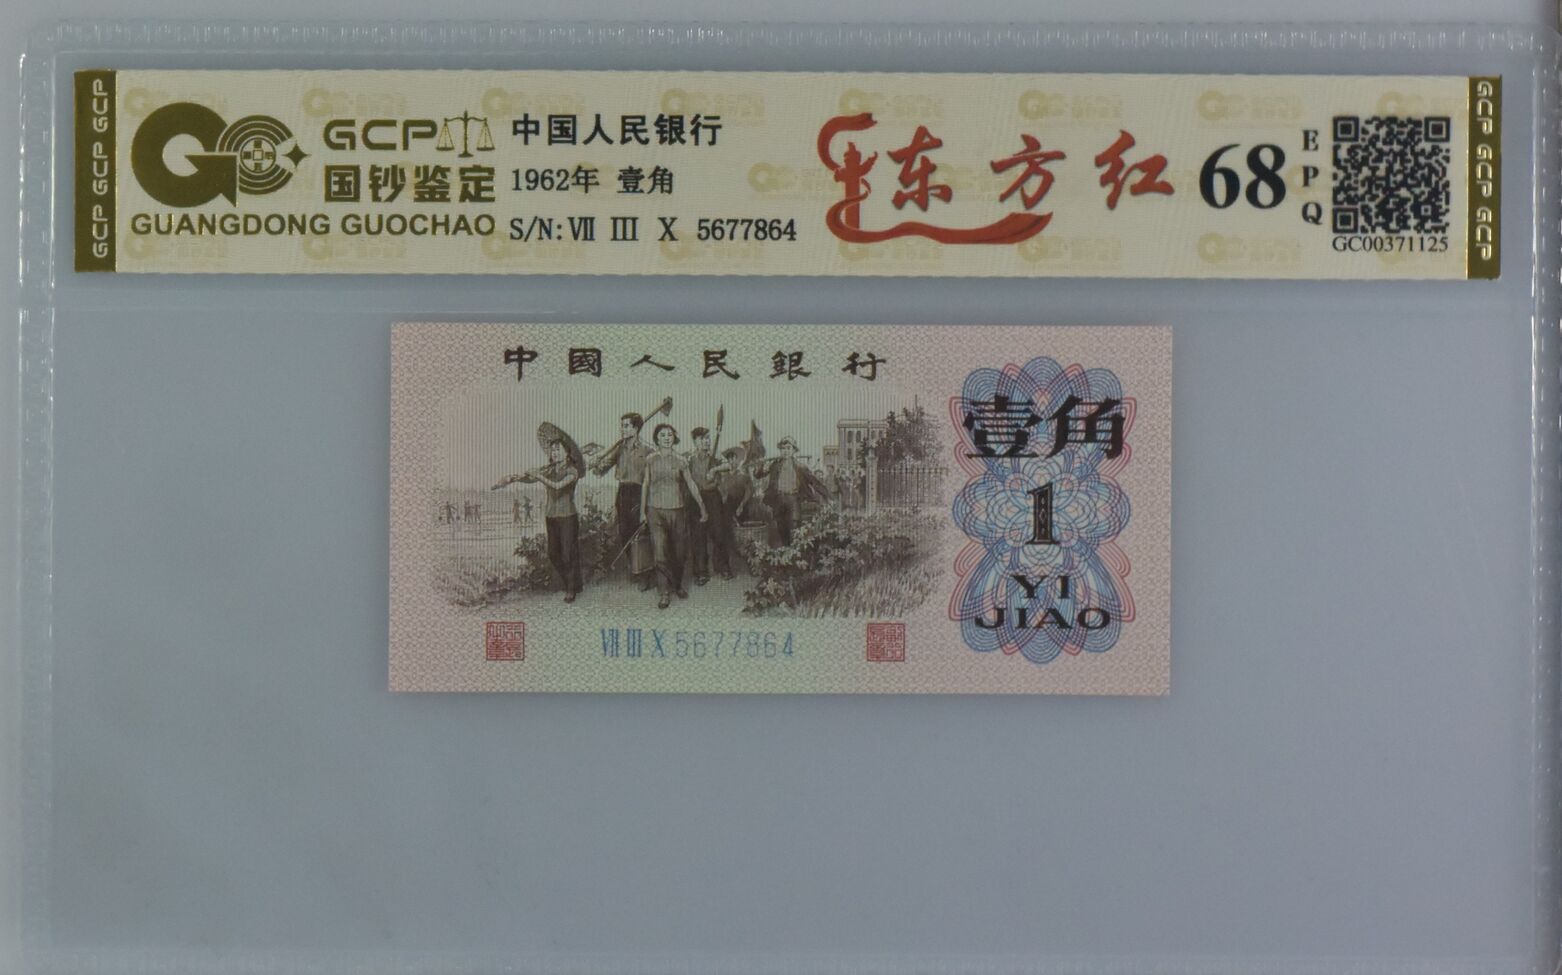 GCP GCP GCP
GCP
国钞鉴定
GUANGDONG GUOCHAO
中国人民银行
1962年 壹角
S/N: Ⅶ Ⅲ Ⅹ 5677864
东方红
68
EPQ
GC00371125
GCP GCP GCP
中國人民銀行
壹角
1
YI
JIAO
Ⅶ Ⅲ Ⅹ 5677864